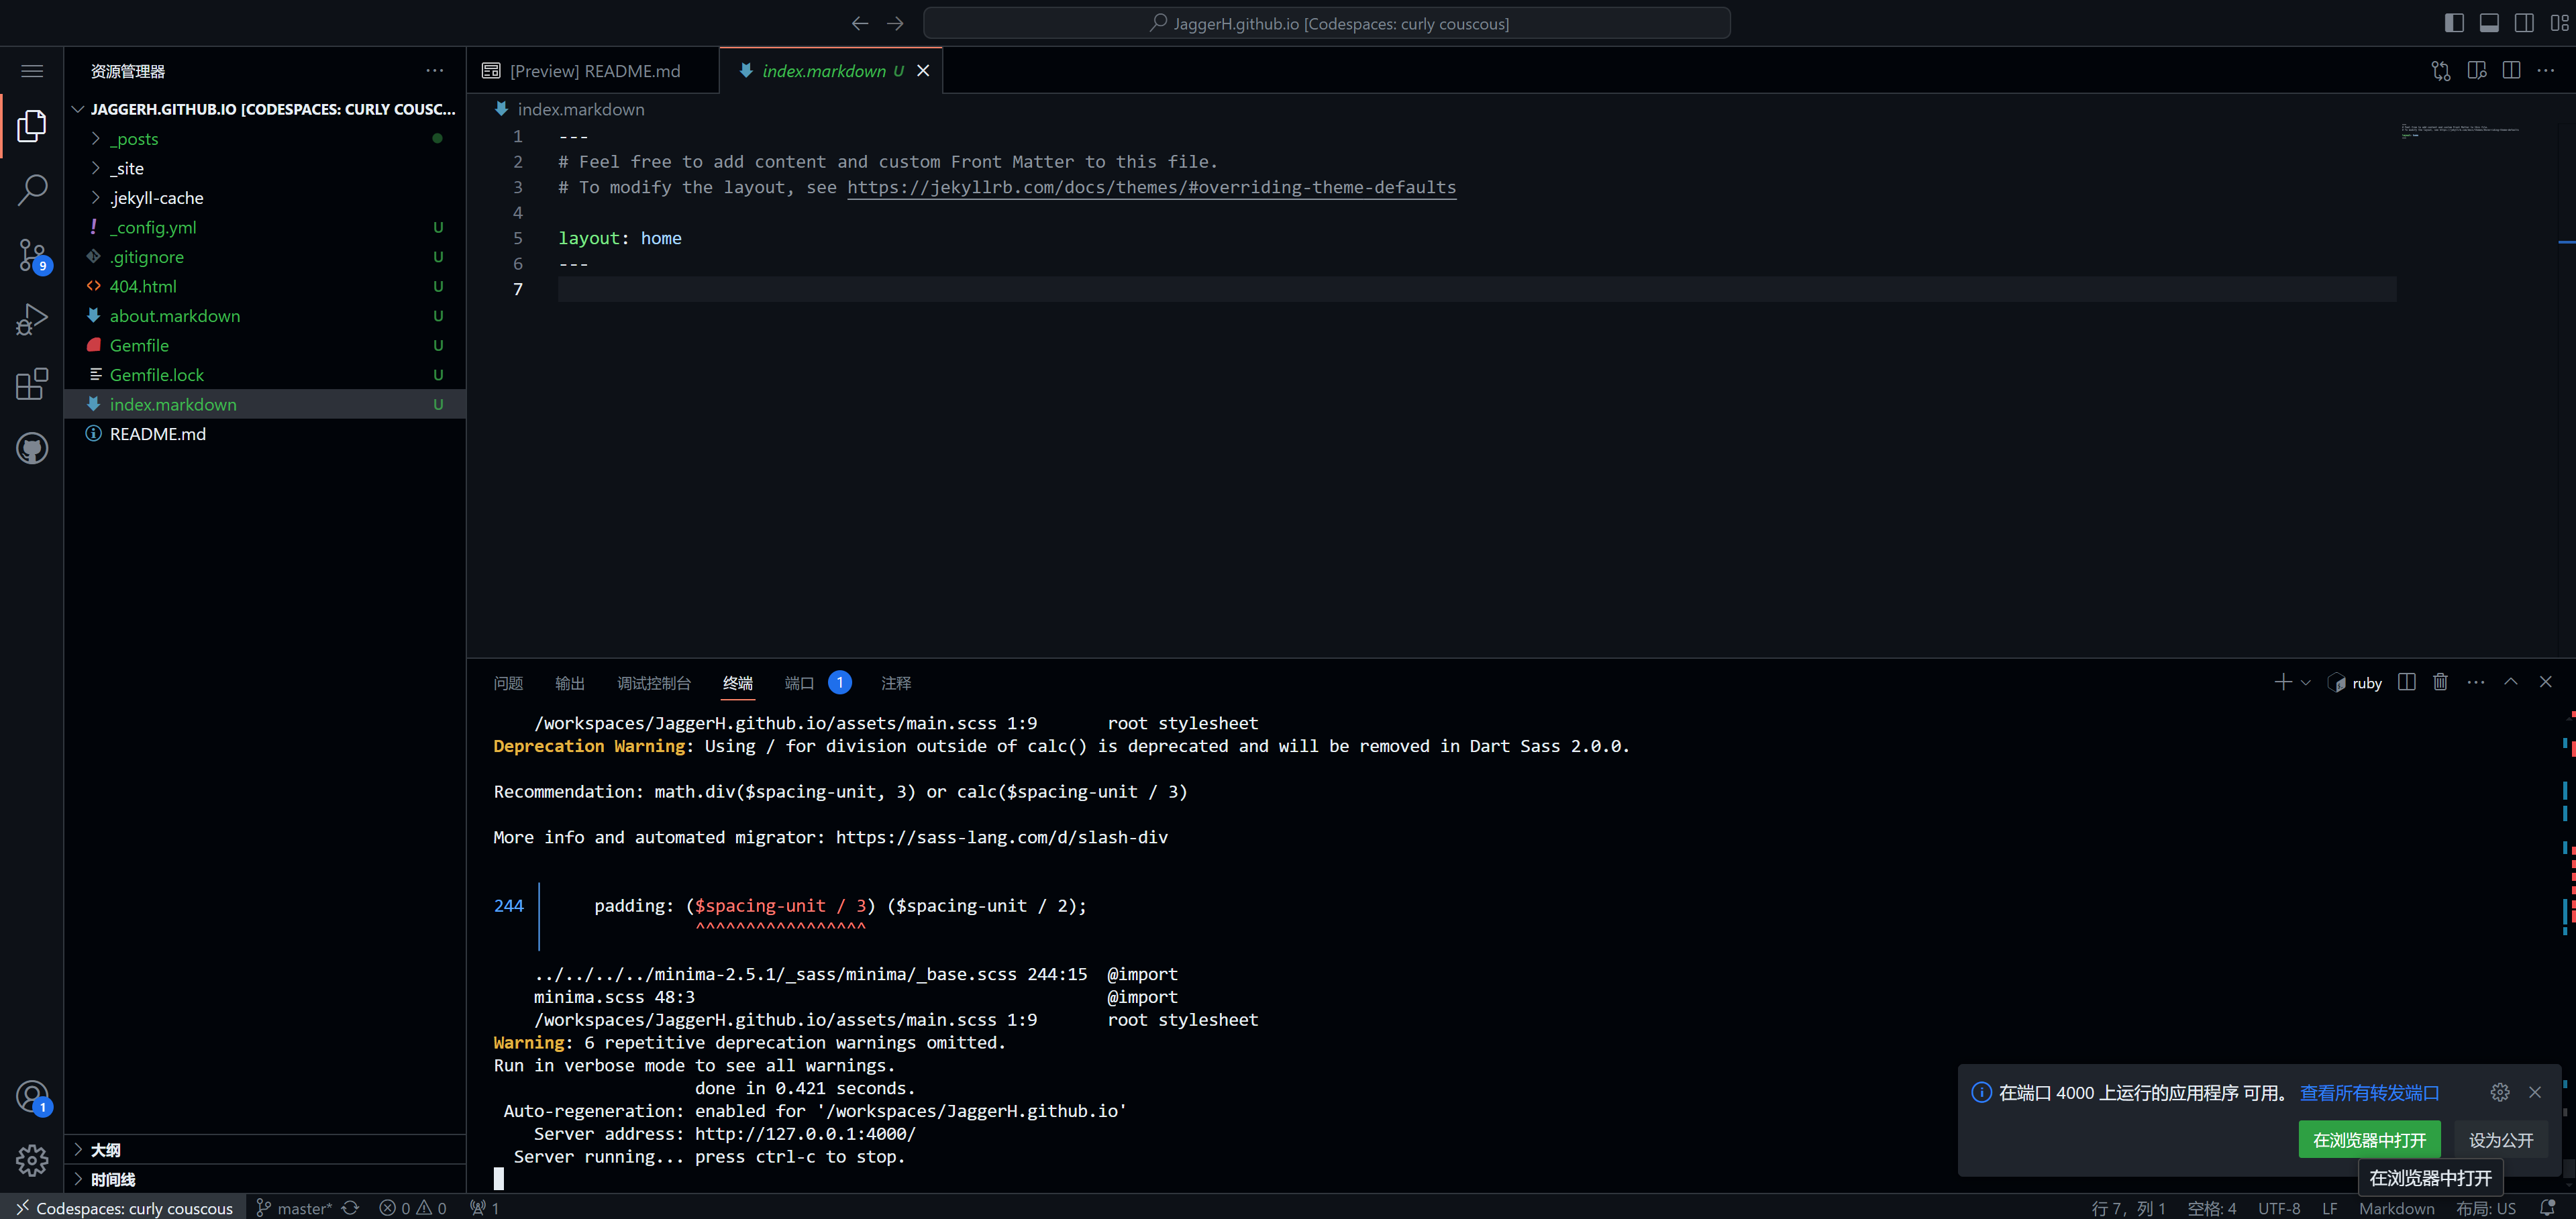 JaggerH.github.io [Codespaces: curly couscous]
资源管理器
JAGGERH.GITHUB.IO [CODESPACES: CURLY COUSC...
_posts
_site
.jekyll-cache
_config.yml U
.gitignore U
404.html U
about.markdown U
Gemfile U
Gemfile.lock U
index.markdown U
README.md
9
1
大纲
时间线
[Preview] README.md
index.markdown U
index.markdown
1 ---
2 # Feel free to add content and custom Front Matter to this file.
3 # To modify the layout, see https://jekyllrb.com/docs/themes/#overriding-theme-defaults
4
5 layout: home
6 ---
7
问题 输出 调试控制台 终端 端口 1 注释
ruby
/workspaces/JaggerH.github.io/assets/main.scss 1:9 root stylesheet
Deprecation Warning: Using / for division outside of calc() is deprecated and will be removed in Dart Sass 2.0.0.
Recommendation: math.div($spacing-unit, 3) or calc($spacing-unit / 3)
More info and automated migrator: https://sass-lang.com/d/slash-div
244 padding: ($spacing-unit / 3) ($spacing-unit / 2);
^^^^^^^^^^^^^^^^^
../../../../minima-2.5.1/_sass/minima/_base.scss 244:15 @import
minima.scss 48:3 @import
/workspaces/JaggerH.github.io/assets/main.scss 1:9 root stylesheet
Warning: 6 repetitive deprecation warnings omitted.
Run in verbose mode to see all warnings.
done in 0.421 seconds.
Auto-regeneration: enabled for '/workspaces/JaggerH.github.io'
Server address: http://127.0.0.1:4000/
Server running... press ctrl-c to stop.
在端口 4000 上运行的应用程序 可用。 查看所有转发端口
在浏览器中打开 设为公开
在浏览器中打开
Codespaces: curly couscous master* 0 0 1
行 7，列 1 空格: 4 UTF-8 LF Markdown 布局: US